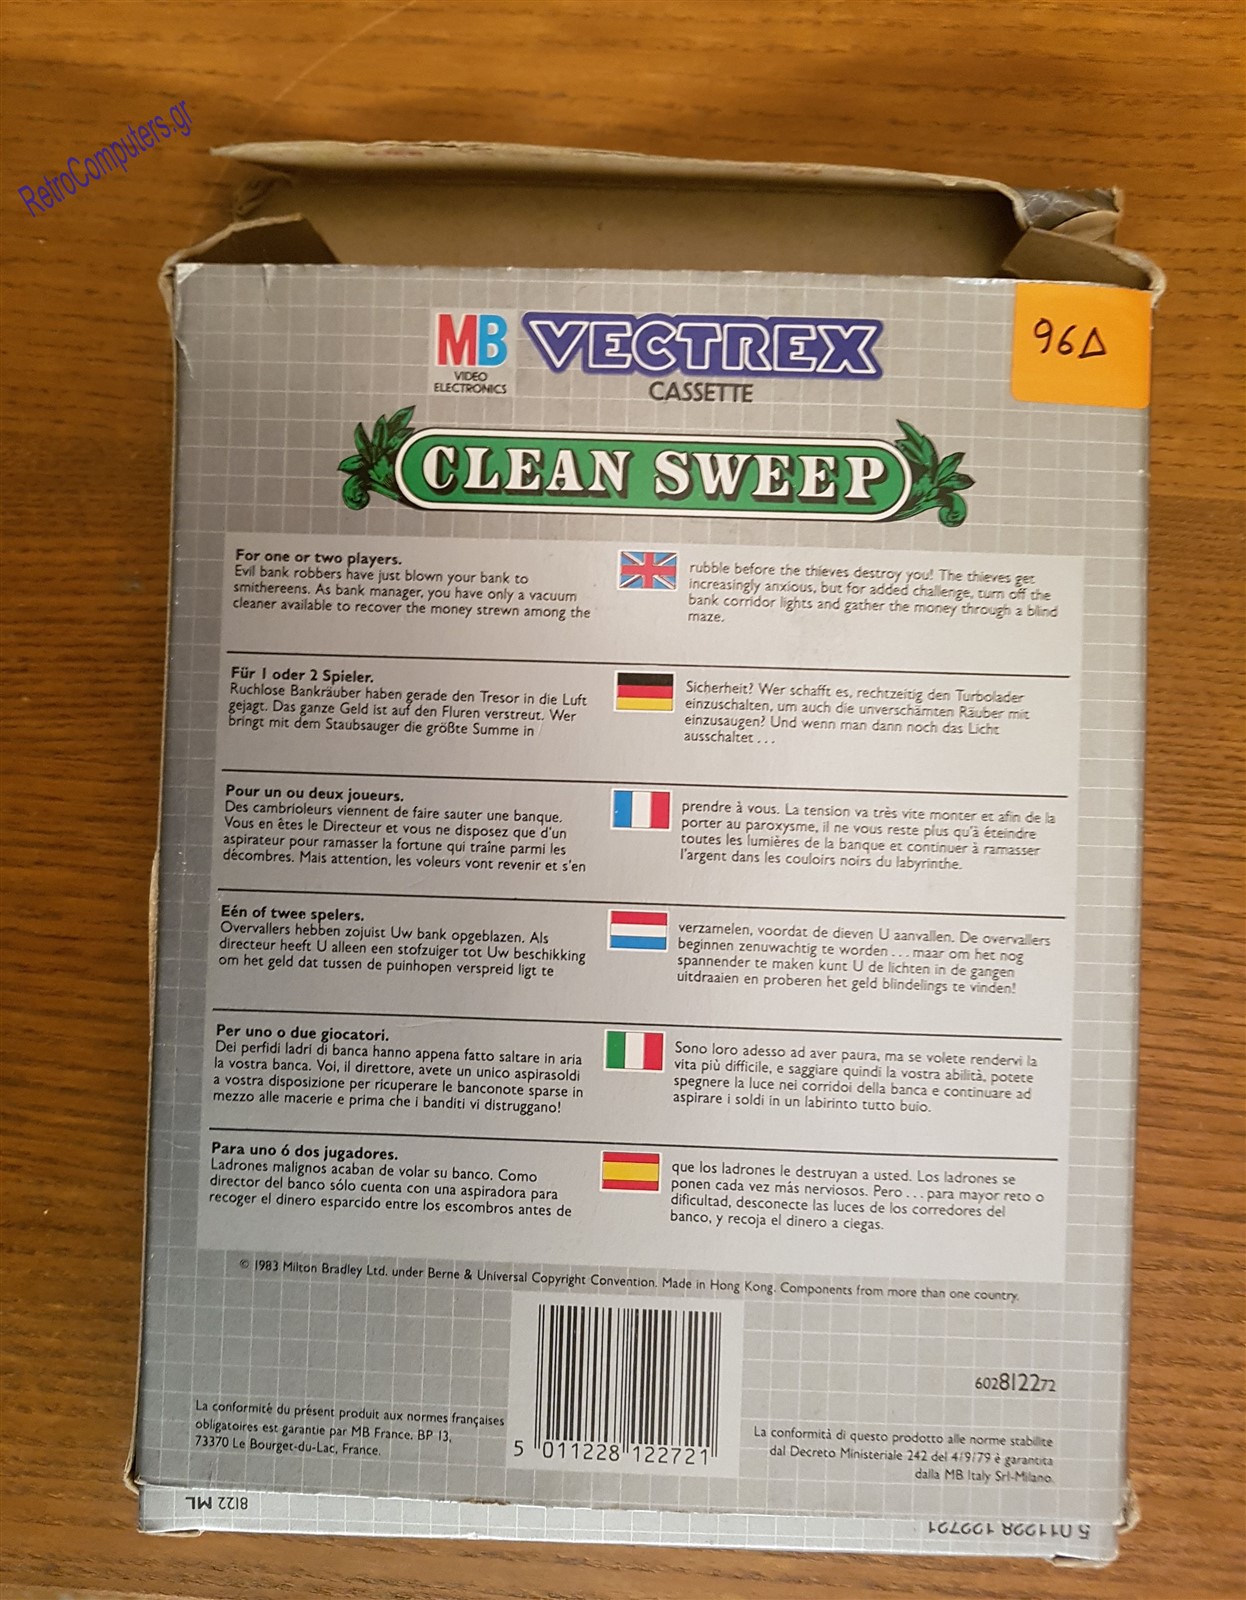 RetroComputers.gr
MB
VIDEO
ELECTRONICS
VECTREX
CASSETTE
96Δ
CLEAN SWEEP
For one or two players.
Evil bank robbers have just blown your bank to
smithereens. As bank manager, you have only a vacuum
cleaner available to recover the money strewn among the
rubble before the thieves destroy you! The thieves get
increasingly anxious, but for added challenge, turn off the
bank corridor lights and gather the money through a blind
maze.
Für 1 oder 2 Spieler.
Ruchlose Bankräuber haben gerade den Tresor in die Luft
gejagt. Das ganze Geld ist auf den Fluren verstreut. Wer
bringt mit dem Staubsauger die größte Summe in
Sicherheit? Wer schafft es, rechtzeitig den Turbolader
einzuschalten, um auch die unverschämten Räuber mit
einzusaugen? Und wenn man dann noch das Licht
ausschaltet...
Pour un ou deux joueurs.
Des cambrioleurs viennent de faire sauter une banque.
Vous en êtes le Directeur et vous ne disposez que d'un
aspirateur pour ramasser la fortune qui traîne parmi les
décombres. Mais attention, les voleurs vont revenir et s'en
prendre à vous. La tension va très vite monter et afin de la
porter au paroxysme, il ne vous reste plus qu'à éteindre
toutes les lumières de la banque et continuer à ramasser
l'argent dans les couloirs noirs du labyrinthe.
Eén of twee spelers.
Overvallers hebben zojuist Uw bank opgeblazen. Als
directeur heeft U alleen een stofzuiger tot Uw beschikking
om het geld dat tussen de puinhopen verspreid ligt te
verzamelen, voordat de dieven U aanvallen. De overvallers
beginnen zenuwachtig te worden...maar om het nog
spannender te maken kunt U de lichten in de gangen
uitdraaien en proberen het geld blindelings te vinden!
Per uno o due giocatori.
Dei perfidi ladri di banca hanno appena fatto saltare in aria
la vostra banca. Voi, il direttore, avete un unico aspirasoldi
a vostra disposizione per ricuperare le banconote sparse in
mezzo alle macerie e prima che i banditi vi distruggano!
Sono loro adesso ad aver paura, ma se volete rendervi la
vita più difficile, e saggiare quindi la vostra abilità, potete
spegnere la luce nei corridoi della banca e continuare ad
aspirare i soldi in un labirinto tutto buio.
Para uno ó dos jugadores.
Ladrones malignos acaban de volar su banco. Como
director del banco sólo cuenta con una aspiradora para
recoger el dinero esparcido entre los escombros antes de
que los ladrones le destruyan a usted. Los ladrones se
ponen cada vez más nerviosos. Pero...para mayor reto o
dificultad, desconecte las luces de los corredores del
banco, y recoja el dinero a ciegas.
© 1983 Milton Bradley Ltd. under Berne & Universal Copyright Convention. Made in Hong Kong. Components from more than one country.
602812272
La conformité du présent produit aux normes françaises
obligatoires est garantie par MB France, BP 13,
73370 Le Bourget-du-Lac, France.
5 011228 122721
La conformità di questo prodotto alle norme stabilite
dal Decreto Ministeriale 242 del 4/9/79 è garantita
dalla MB Italy Srl-Milano.
8122 ML
5 011228 122721